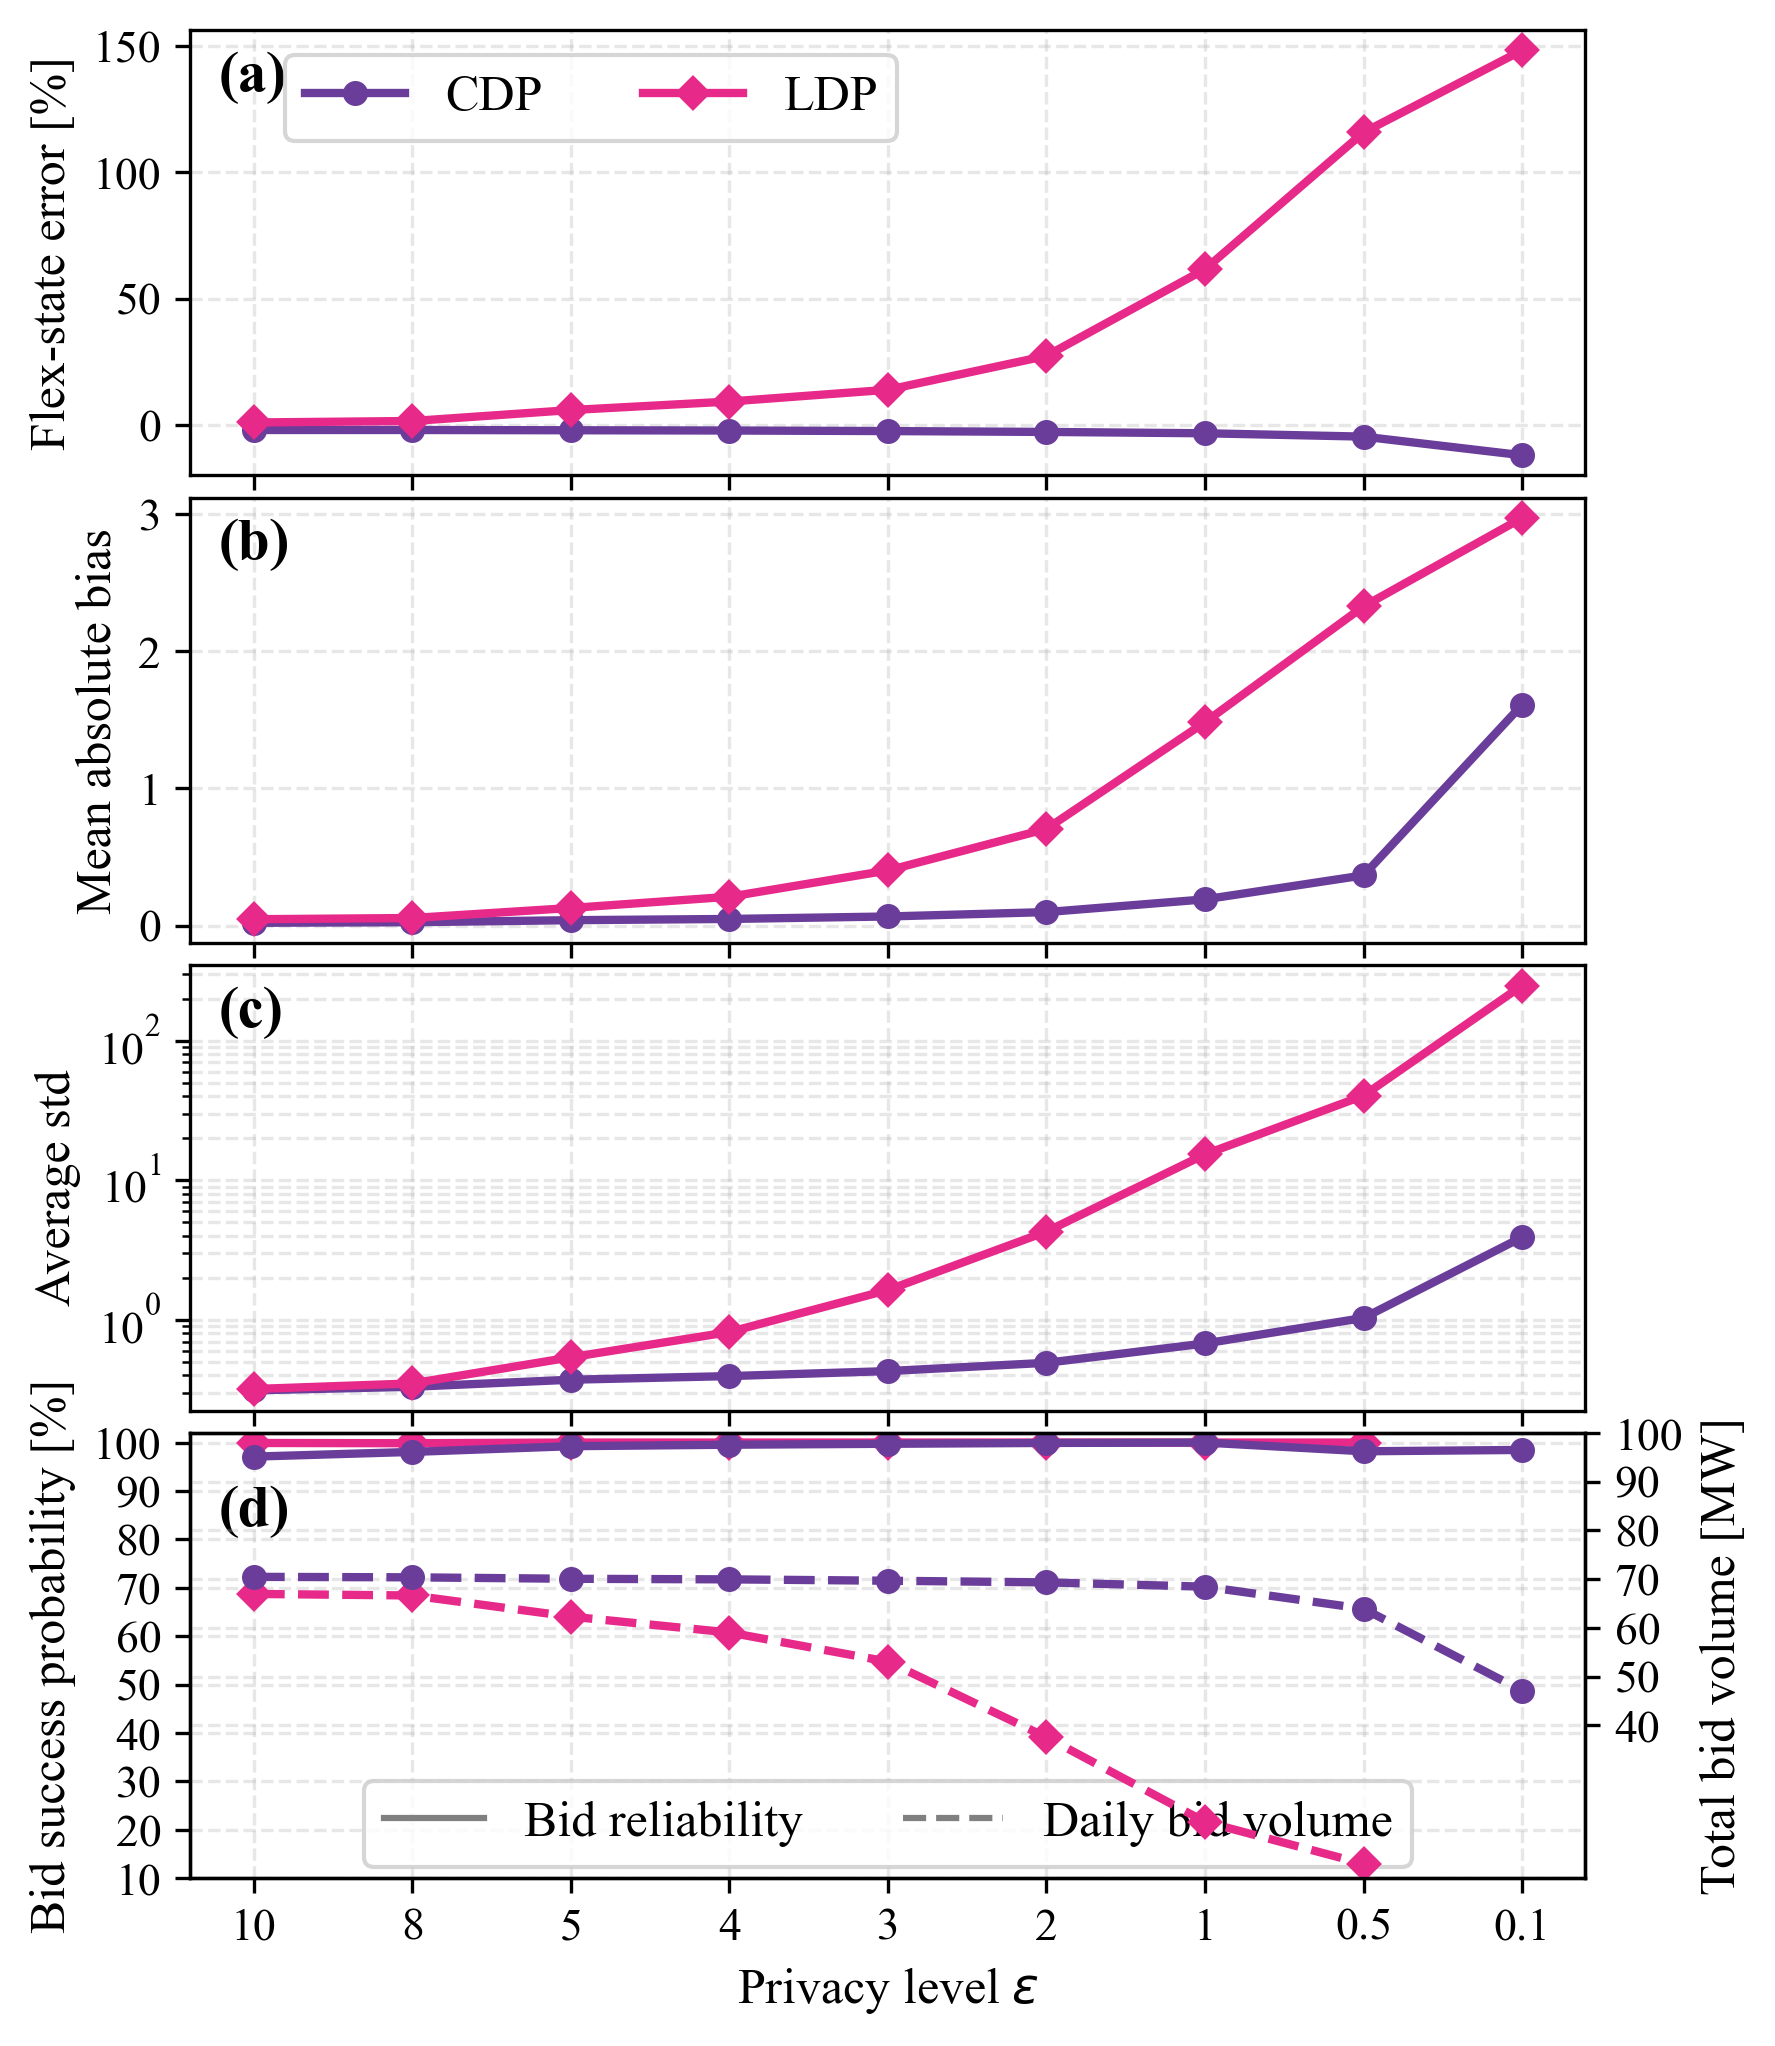 (a)
CDP
LDP
Flex-state error [%]
150
100
50
0
(b)
Mean absolute bias
3
2
1
0
(c)
Average std
10^2
10^1
10^0
(d)
Bid success probability [%]
100
90
80
70
60
50
40
30
20
10
Bid reliability
Daily bid volume
Total bid volume [MW]
100
90
80
70
60
50
40
10 8 5 4 3 2 1 0.5 0.1
Privacy level ε